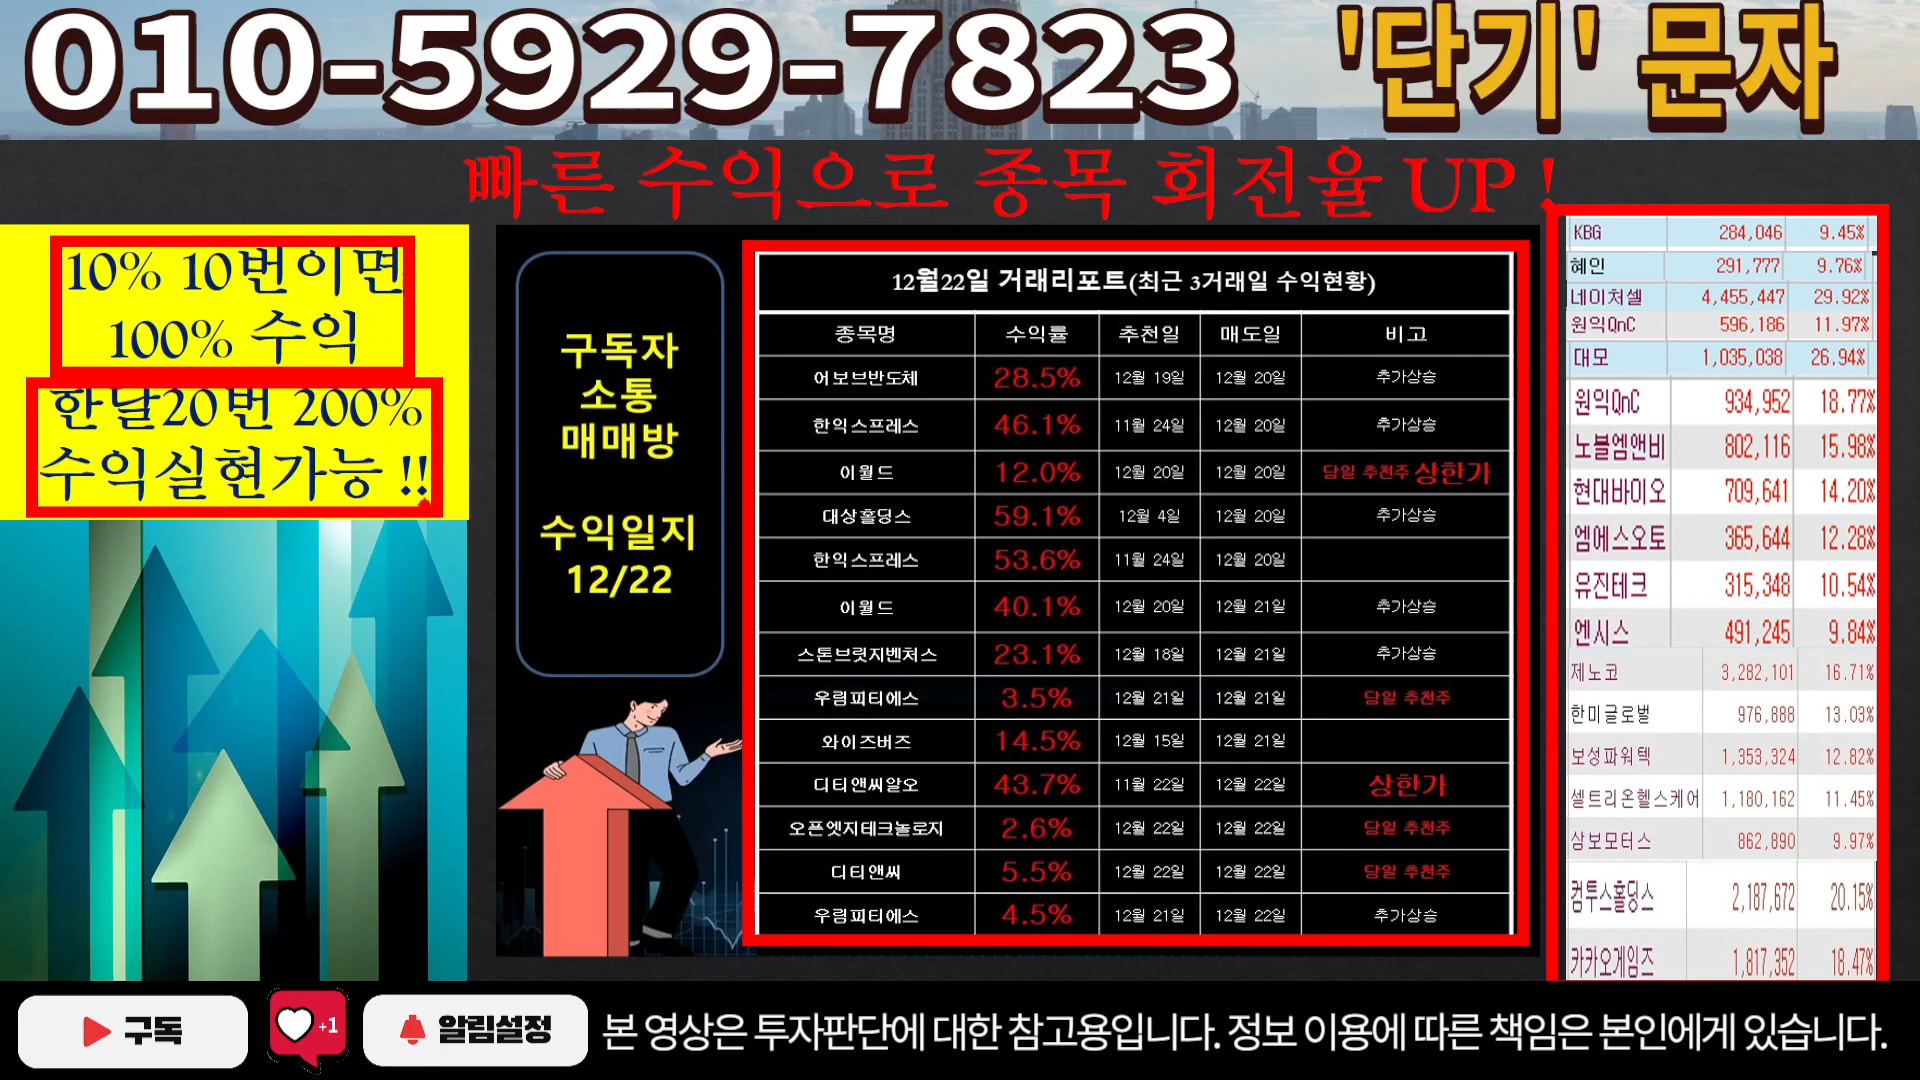 010-5929-7823 '단기' 문자
빠른 수익으로 종목 회전율 UP !
10% 10번이면
100% 수익
한달20번 200%
수익실현가능 !!
구독자
소통
매매방
수익일지
12/22
12월22일 거래리포트(최근 3거래일 수익현황)
종목명 수익률 추천일 매도일 비고
어보브반도체 28.5% 12월 19일 12월 20일 추가상승
한익스프레스 46.1% 11월 24일 12월 20일 추가상승
이월드 12.0% 12월 20일 12월 20일 당일 추천주 상한가
대상홀딩스 59.1% 12월 4일 12월 20일 추가상승
한익스프레스 53.6% 11월 24일 12월 20일
이월드 40.1% 12월 20일 12월 21일 추가상승
스톤브릿지벤처스 23.1% 12월 18일 12월 21일 추가상승
우림피티에스 3.5% 12월 21일 12월 21일 당일 추천주
와이즈버즈 14.5% 12월 15일 12월 21일
디티앤씨알오 43.7% 11월 22일 12월 22일 상한가
오픈엣지테크놀로지 2.6% 12월 22일 12월 22일 당일 추천주
디티앤씨 5.5% 12월 22일 12월 22일 당일 추천주
우림피티에스 4.5% 12월 21일 12월 22일 추가상승
KBG 284,046 9.45%
혜인 291,777 9.76%
네이처셀 4,455,447 29.92%
원익QnC 596,186 11.97%
대모 1,035,038 26.94%
원익QnC 934,952 18.77%
노블엠앤비 802,116 15.98%
현대바이오 709,641 14.20%
엠에스오토 365,644 12.28%
유진테크 315,348 10.54%
엔시스 491,245 9.84%
제노코 3,282,101 16.71%
한미글로벌 976,888 13.03%
보성파워텍 1,353,324 12.82%
셀트리온헬스케어 1,180,162 11.45%
삼보모터스 862,890 9.97%
컴투스홀딩스 2,187,672 20.15%
카카오게임즈 1,817,352 18.47%
구독 +1 알림설정 본 영상은 투자판단에 대한 참고용입니다. 정보 이용에 따른 책임은 본인에게 있습니다.